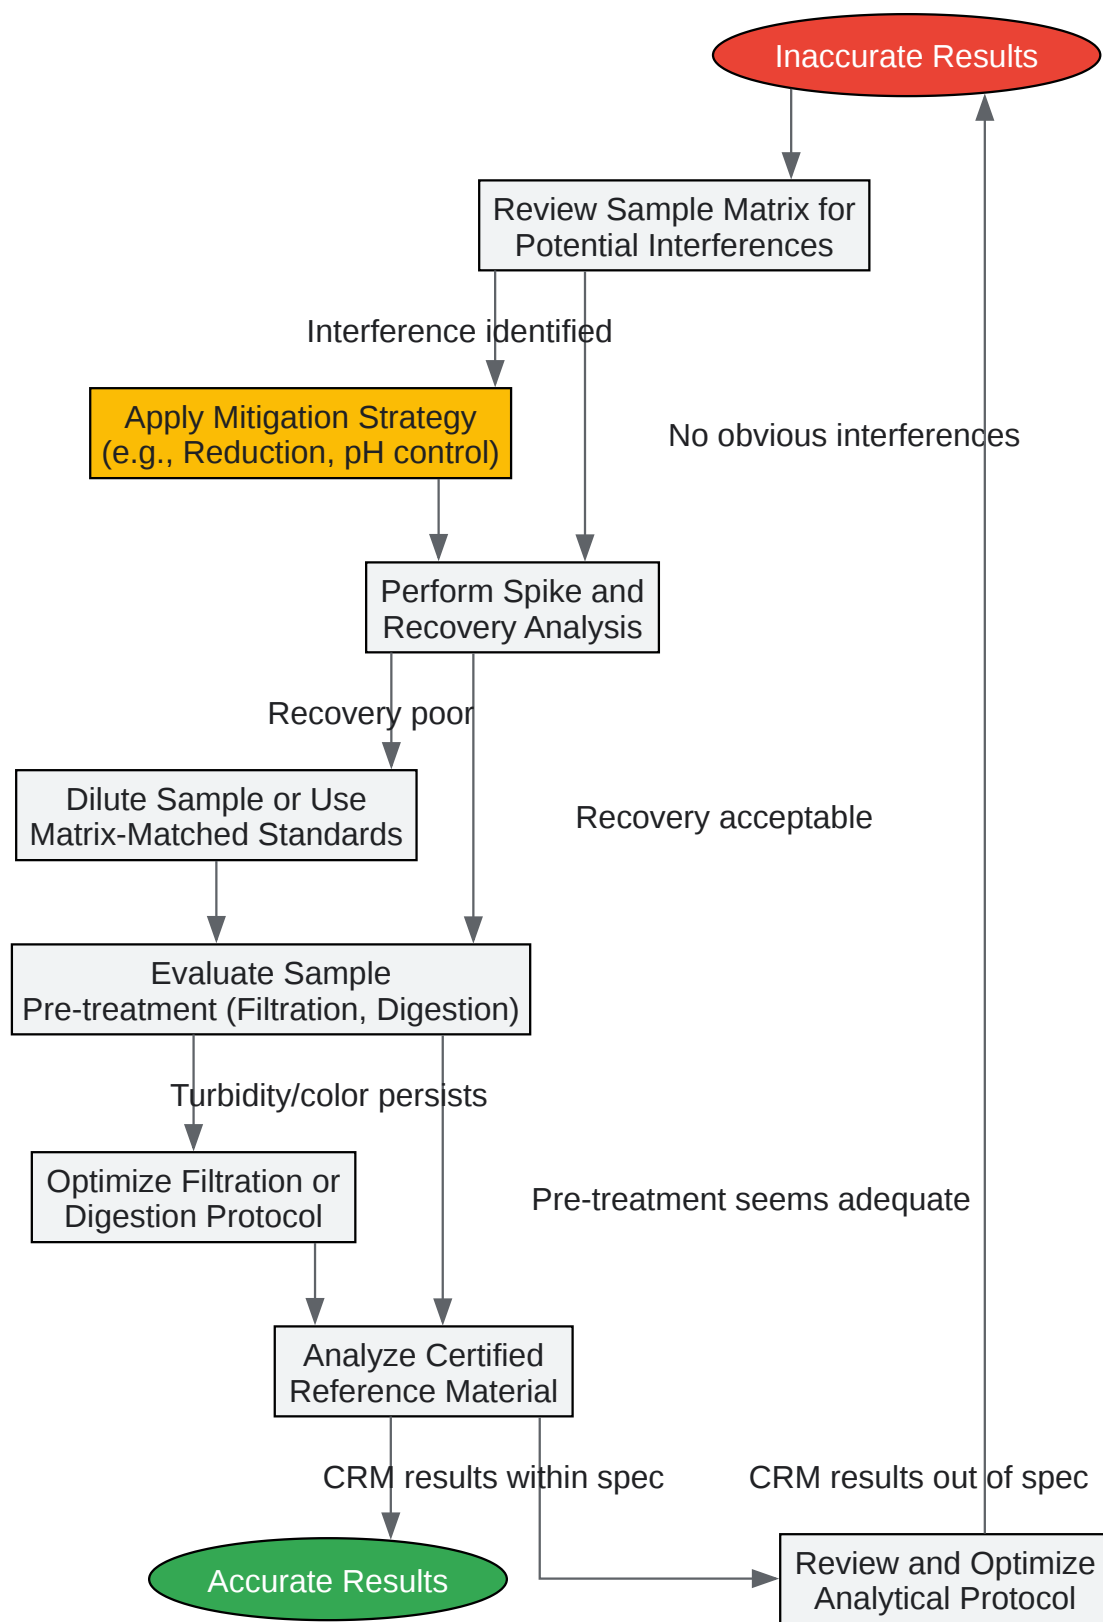 Inaccurate Results
Review Sample Matrix for
Potential Interferences
Interference identified
Apply Mitigation Strategy
(e.g., Reduction, pH control)
No obvious interferences
Perform Spike and
Recovery Analysis
Recovery poor
Dilute Sample or Use
Matrix-Matched Standards
Recovery acceptable
Evaluate Sample
Pre-treatment (Filtration, Digestion)
Turbidity/color persists
Optimize Filtration or
Digestion Protocol
Pre-treatment seems adequate
Analyze Certified
Reference Material
CRM results within spec
CRM results out of spec
Accurate Results
Review and Optimize
Analytical Protocol